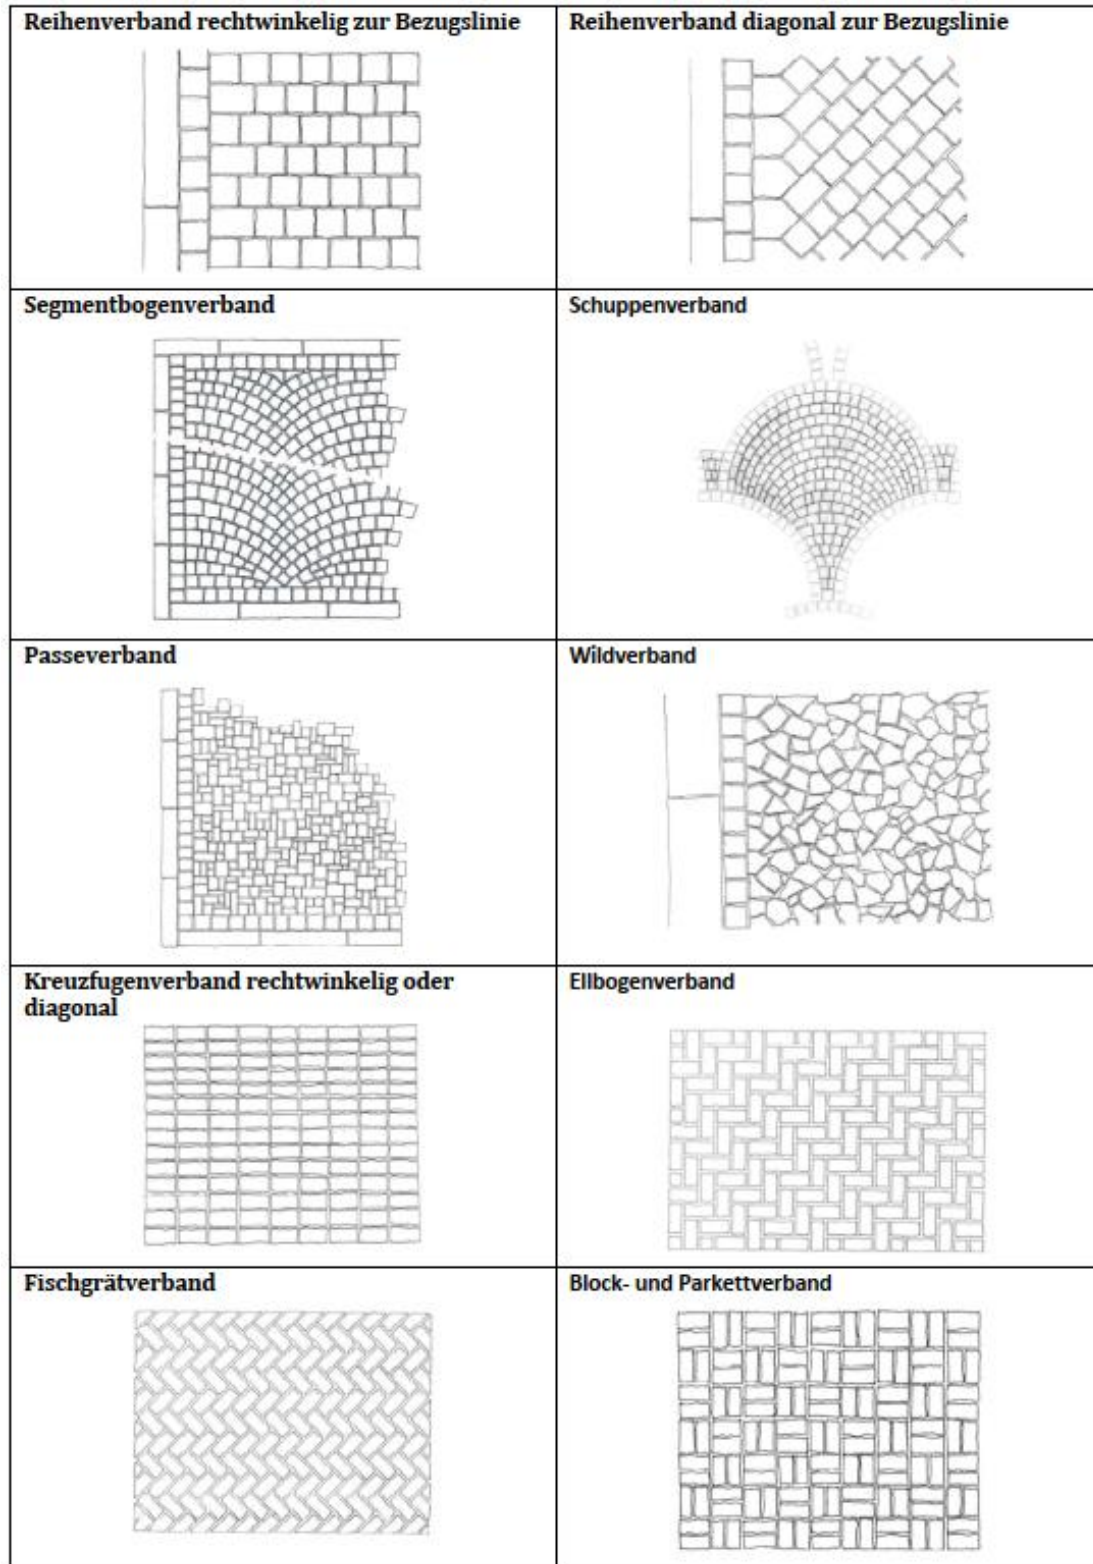 Reihenverband rechtwinkelig zur Bezugslinie
Reihenverband diagonal zur Bezugslinie
Segmentbogenverband
Schuppenverband
Passeverband
Wildverband
Kreuzfugenverband rechtwinkelig oder
diagonal
Ellbogenverband
Fischgrätverband
Block- und Parkettverband